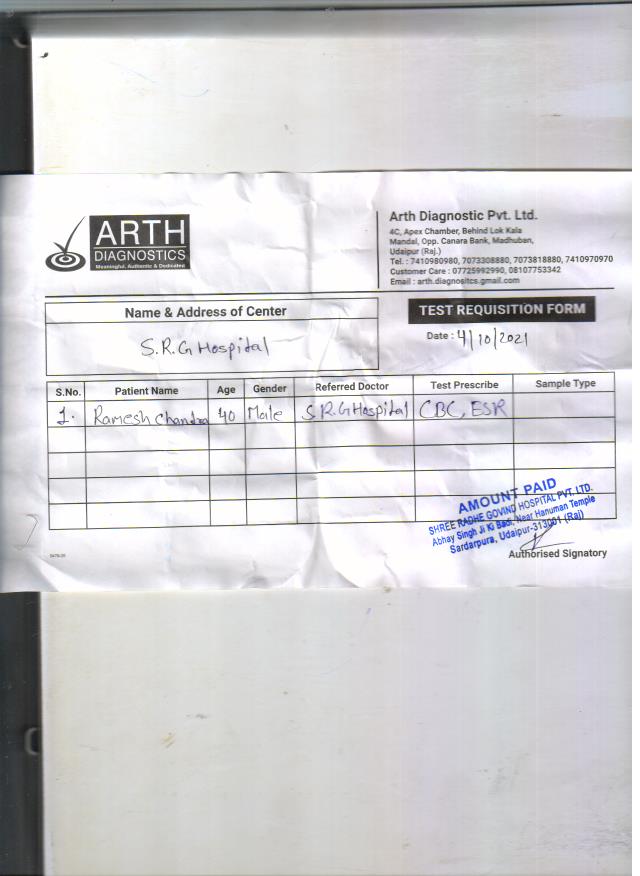 ARTH
DIAGNOSTICS
Meaningful, Authentic & Dedicated
Arth Diagnostic Pvt. Ltd.
4C, Apex Chamber, Behind Lok Kala
Mandal, Opp. Canara Bank, Madhuban,
Udaipur (Raj.)
Tel. : 7410980980, 7073308880, 7073818880, 7410970970
Customer Care : 07725992990, 08107753342
Email : arth.diagnositcs.gmail.com
Name & Address of Center
TEST REQUISITION FORM
S.R.G Hospital
Date : 4/10/2021
S.No. Patient Name Age Gender Referred Doctor Test Prescribe Sample Type
1. Ramesh Chandra 40 Male S.R.G Hospital CBC, ESR
AMOUNT PAID
SHREE RADHE GOVIND HOSPITAL PVT. LTD.
Abhay Singh Ji Ki Badi, Near Hanuman Temple
Sardarpura, Udaipur-313001 (Raj)
Authorised Signatory